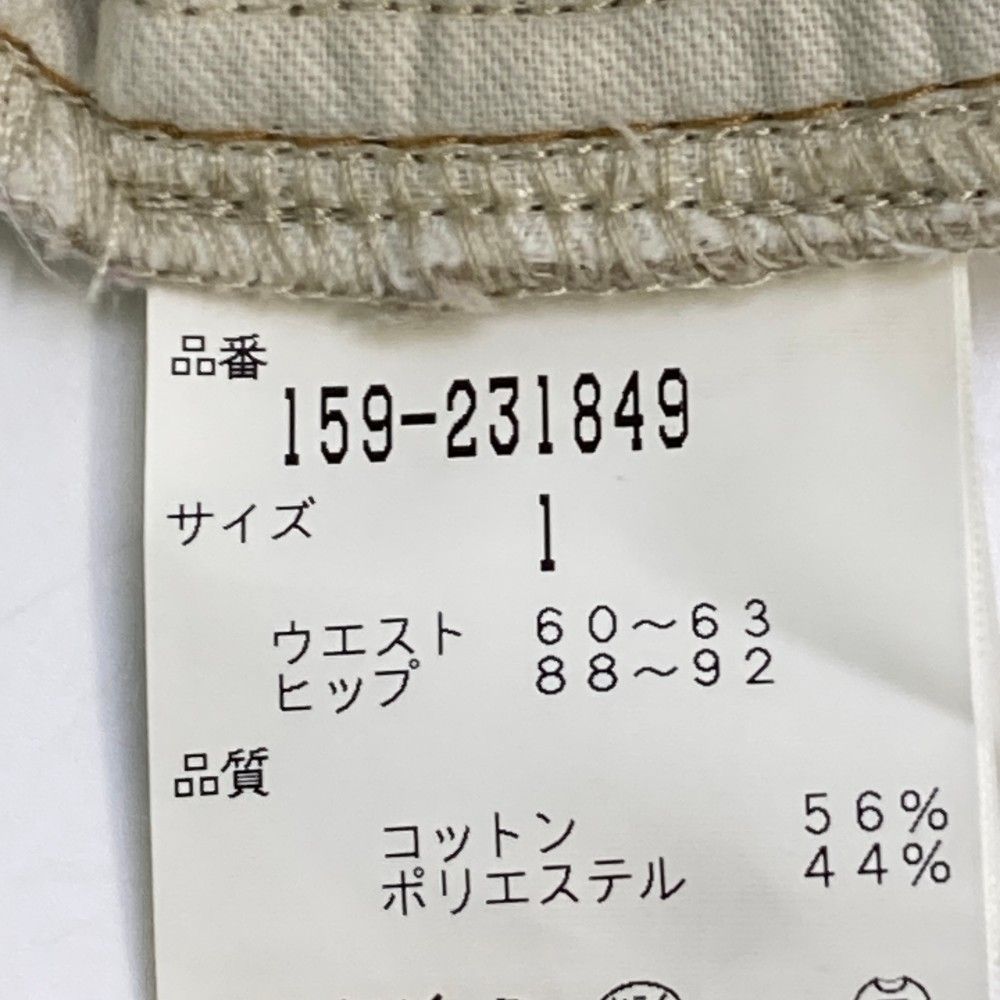 品番
159-231849
サイズ 1
ウエスト 60～63
ヒップ 88～92
品質
コットン 56%
ポリエステル 44%